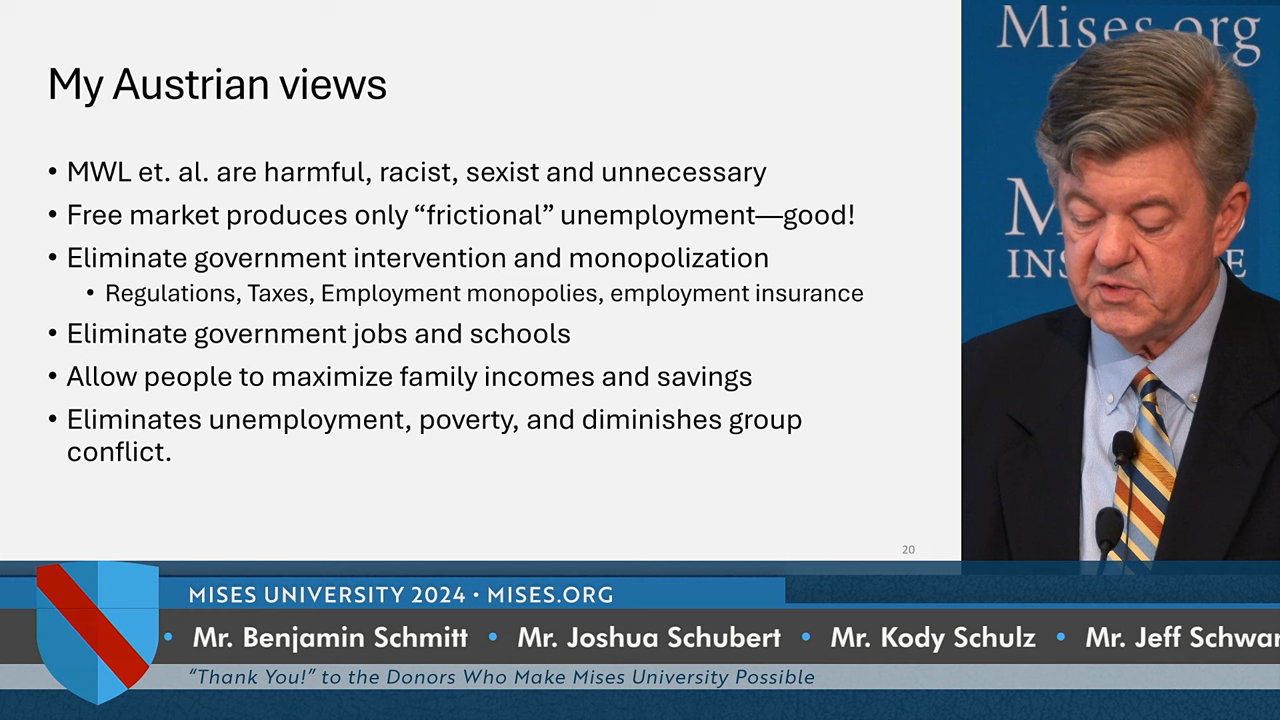 My Austrian views
• MWL et. al. are harmful, racist, sexist and unnecessary
• Free market produces only “frictional” unemployment—good!
• Eliminate government intervention and monopolization
• Regulations, Taxes, Employment monopolies, employment insurance
• Eliminate government jobs and schools
• Allow people to maximize family incomes and savings
• Eliminates unemployment, poverty, and diminishes group
conflict.
20
Mises.org
MISES UNIVERSITY 2024 • MISES.ORG
• Mr. Benjamin Schmitt • Mr. Joshua Schubert • Mr. Kody Schulz • Mr. Jeff
“Thank You!” to the Donors Who Make Mises University Possible